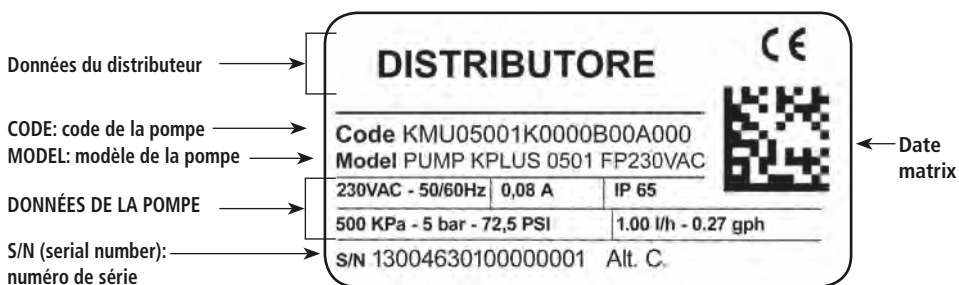 Données du distributeur
DISTRIBUTORE
CE
CODE: code de la pompe
Code KMU05001K0000B00A000
MODEL: modèle de la pompe
Model PUMP KPLUS 0501 FP230VAC
Date
matrix
DONNÉES DE LA POMPE
230VAC - 50/60Hz 0,08 A IP 65
500 KPa - 5 bar - 72,5 PSI 1.00 l/h - 0.27 gph
S/N (serial number):
numéro de série
S/N 13004630100000001 Alt. C.